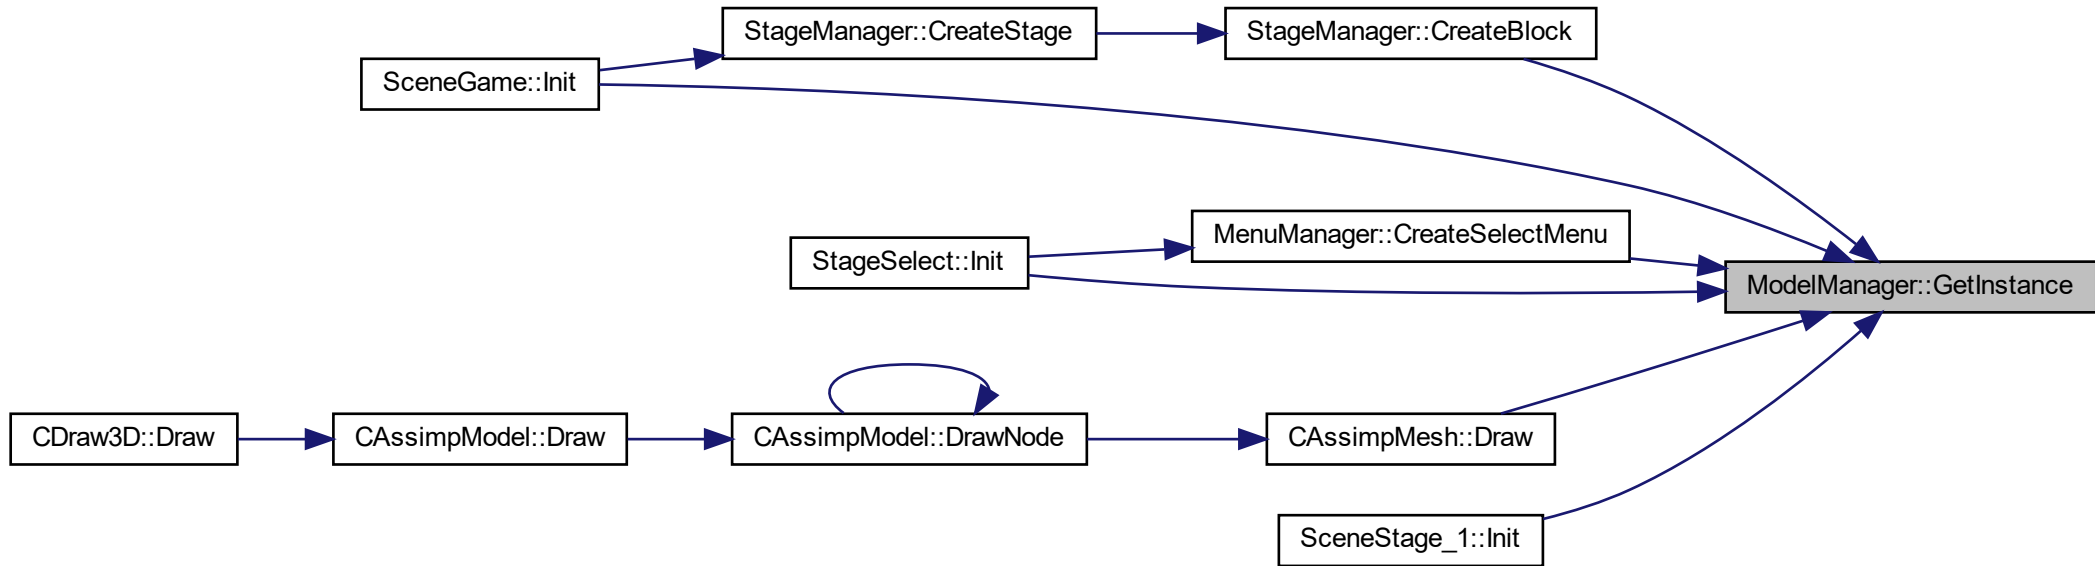 StageManager::CreateStage
StageManager::CreateBlock
SceneGame::Init
MenuManager::CreateSelectMenu
StageSelect::Init
ModelManager::GetInstance
CDraw3D::Draw
CAssimpModel::Draw
CAssimpModel::DrawNode
CAssimpMesh::Draw
SceneStage_1::Init